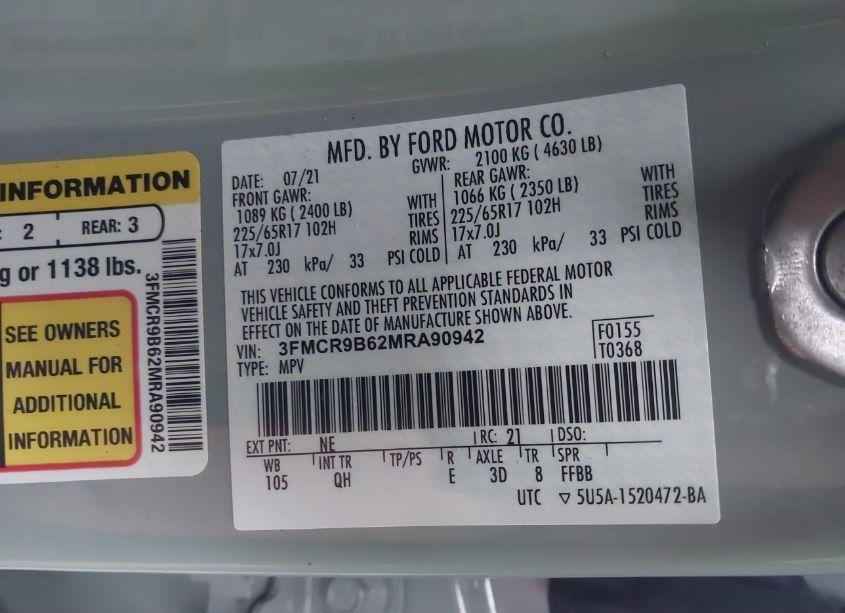 INFORMATION
: 2 REAR: 3
g or 1138 lbs.
SEE OWNERS
MANUAL FOR
ADDITIONAL
INFORMATION
3FMCR9B62MRA90942
MFD. BY FORD MOTOR CO.
DATE: 07/21 GVWR: 2100 KG ( 4630 LB)
FRONT GAWR: REAR GAWR:
1089 KG ( 2400 LB) WITH 1066 KG ( 2350 LB) WITH
225/65R17 102H TIRES 225/65R17 102H TIRES
17x7.0J RIMS 17x7.0J RIMS
AT 230 kPa/ 33 PSI COLD AT 230 kPa/ 33 PSI COLD
THIS VEHICLE CONFORMS TO ALL APPLICABLE FEDERAL MOTOR
VEHICLE SAFETY AND THEFT PREVENTION STANDARDS IN
EFFECT ON THE DATE OF MANUFACTURE SHOWN ABOVE.
VIN: 3FMCR9B62MRA90942 F0155
TYPE: MPV T0368
EXT PNT: NE RC: 21 DSO:
WB INT TR TP/PS R AXLE TR SPR
105 QH E 3D 8 FFBB
UTC ▽ 5U5A-1520472-BA